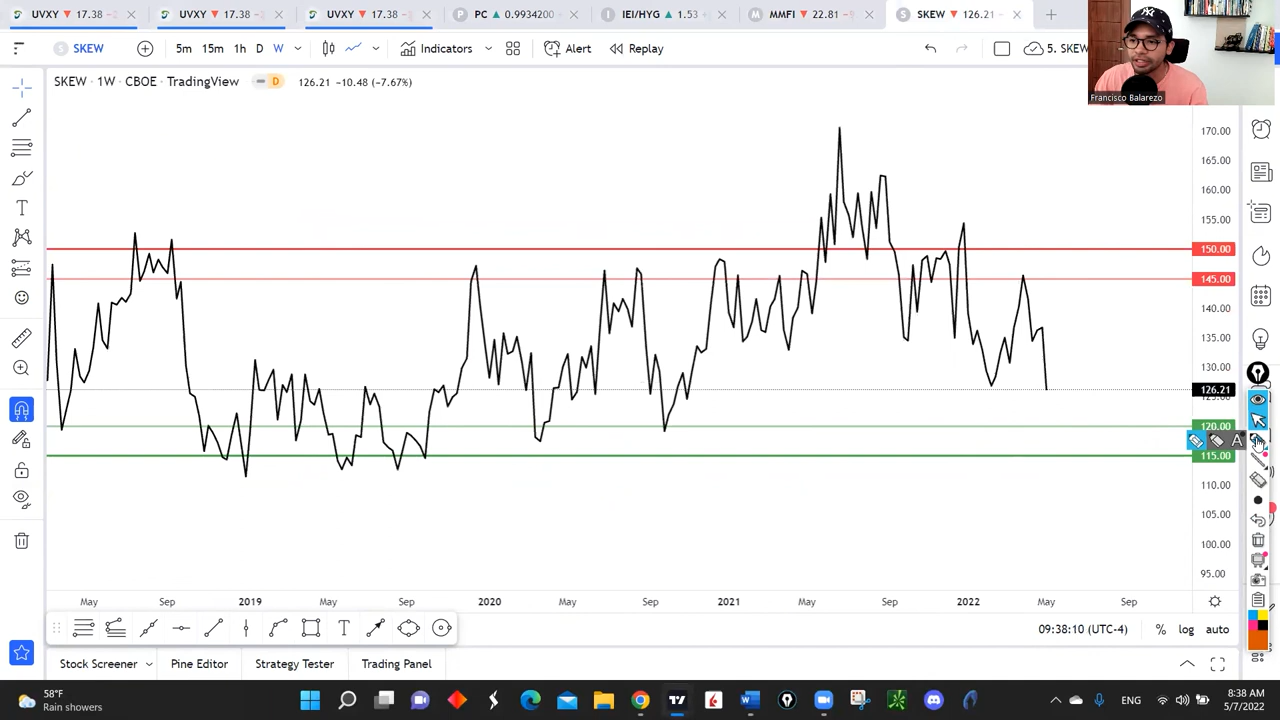 UVXY ▼ 17.38
UVXY ▼ 17.38
UVXY ▼ 17.38
PC ▲ 0.9934200
IEI/HYG ▲ 1.53
MMFI ▼ 22.81
SKEW ▼ 126.21
SKEW
5m 15m 1h D W
Indicators
Alert
Replay
5. SKEW
Francisco Balarezo
SKEW · 1W · CBOE · TradingView
D
126.21 −10.48 (−7.67%)
170.00
165.00
160.00
155.00
150.00
145.00
140.00
135.00
130.00
126.21
120.00
115.00
110.00
105.00
100.00
95.00
May Sep 2019 May Sep 2020 May Sep 2021 May Sep 2022 May Sep
09:38:10 (UTC-4) % log auto
Stock Screener Pine Editor Strategy Tester Trading Panel
58°F
Rain showers
ENG
8:38 AM
5/7/2022